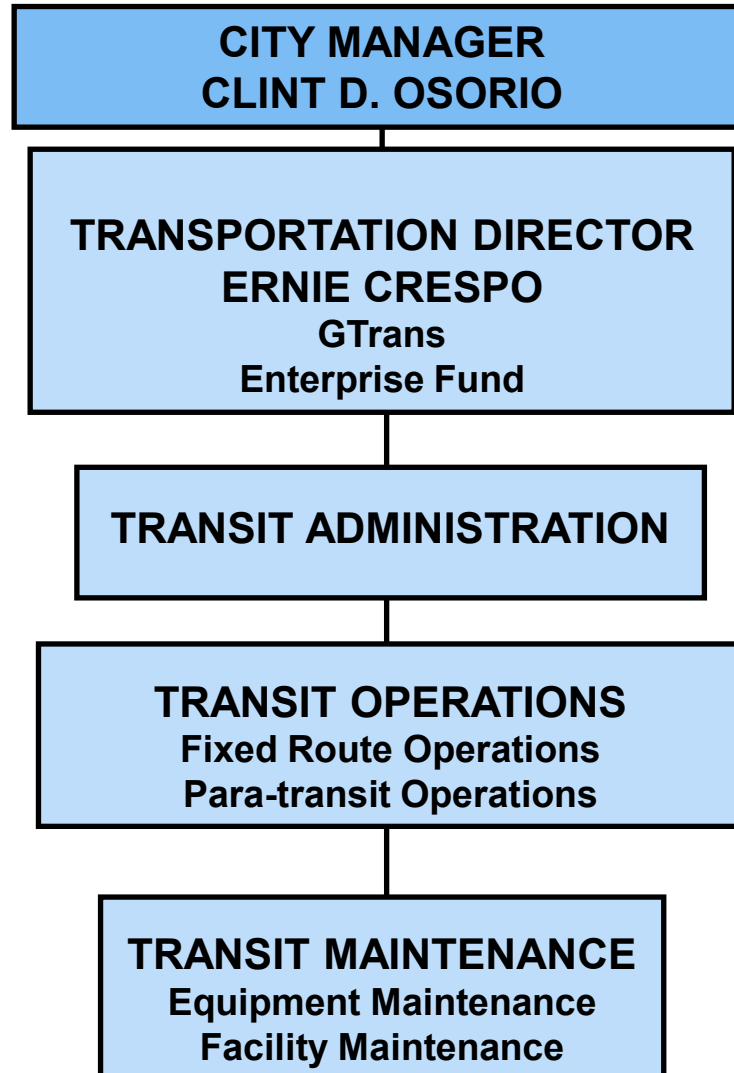 CITY MANAGER
CLINT D. OSORIO
TRANSPORTATION DIRECTOR
ERNIE CRESPO
GTrans
Enterprise Fund
TRANSIT ADMINISTRATION
TRANSIT OPERATIONS
Fixed Route Operations
Para-transit Operations
TRANSIT MAINTENANCE
Equipment Maintenance
Facility Maintenance